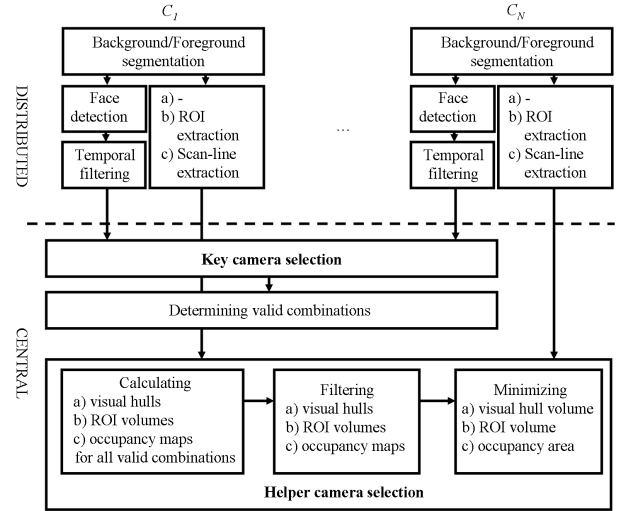 C1
CN
DISTRIBUTED
Background/Foreground
segmentation
Face
detection
Temporal
filtering
a) -
b) ROI
extraction
c) Scan-line
extraction
...
Background/Foreground
segmentation
Face
detection
Temporal
filtering
a) -
b) ROI
extraction
c) Scan-line
extraction
CENTRAL
Key camera selection
Determining valid combinations
Calculating
a) visual hulls
b) ROI volumes
c) occupancy maps
for all valid combinations
Filtering
a) visual hulls
b) ROI volumes
c) occupancy maps
Minimizing
a) visual hull volume
b) ROI volume
c) occupancy area
Helper camera selection